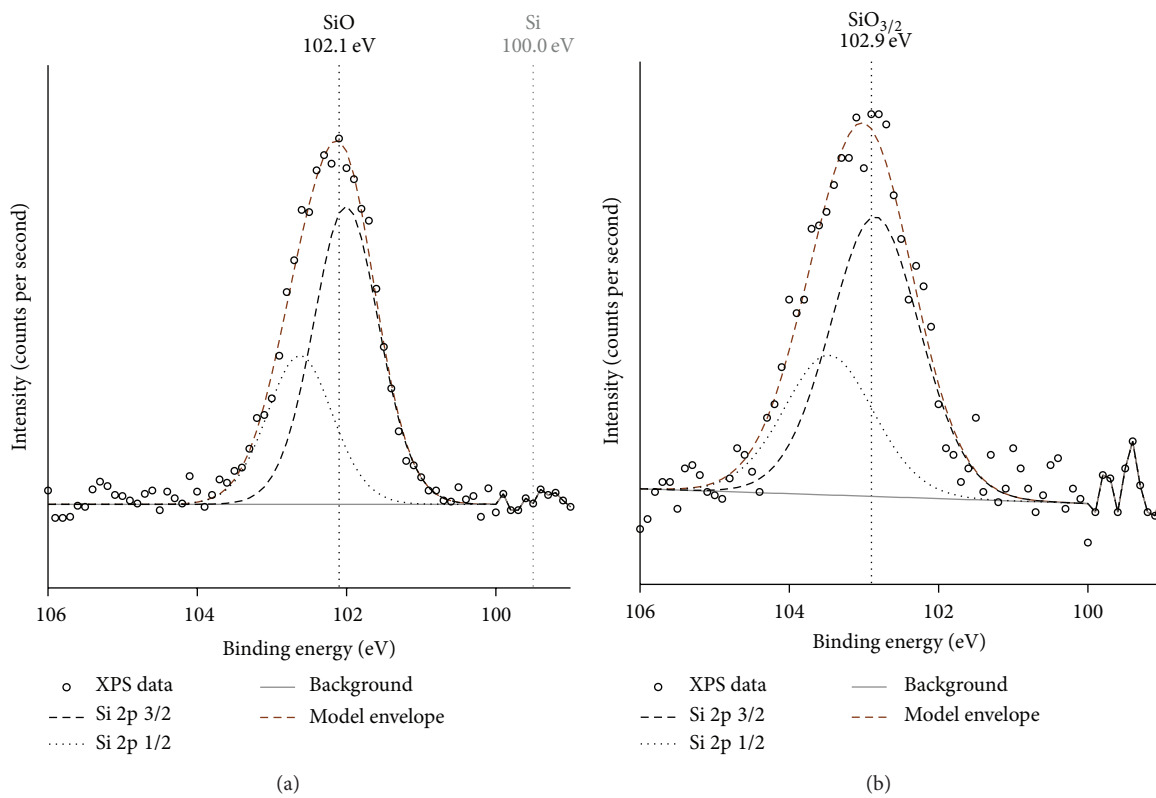 SiO
102.1 eV
Si
100.0 eV
Intensity (counts per second)
106
104
102
100
Binding energy (eV)
XPS data
Background
Si 2p 3/2
Model envelope
Si 2p 1/2
(a)
SiO3/2
102.9 eV
Intensity (counts per second)
106
104
102
100
Binding energy (eV)
XPS data
Background
Si 2p 3/2
Model envelope
Si 2p 1/2
(b)